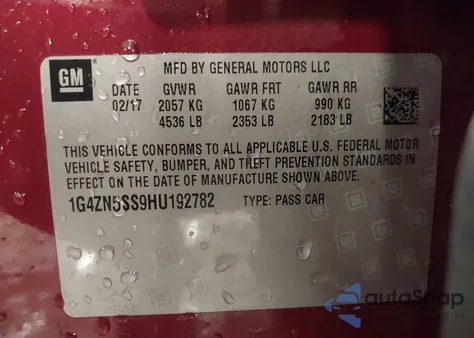 GM
MFD BY GENERAL MOTORS LLC
DATE GVWR GAWR FRT GAWR RR
02/17 2057 KG 1067 KG 990 KG
4536 LB 2353 LB 2183 LB
THIS VEHICLE CONFORMS TO ALL APPLICABLE U.S. FEDERAL MOTOR
VEHICLE SAFETY, BUMPER, AND THEFT PREVENTION STANDARDS IN
EFFECT ON THE DATE OF MANUFACTURE SHOWN ABOVE.
1G4ZN5SS9HU192782 TYPE: PASS CAR
autoSnap